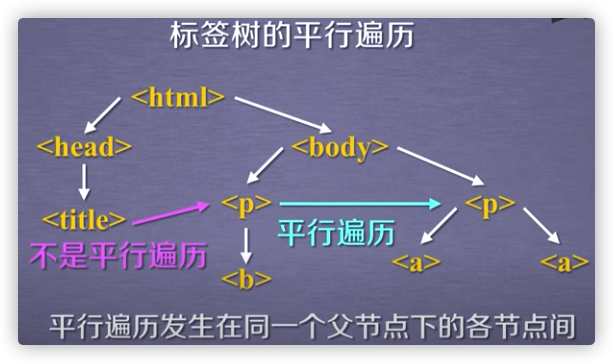 标签树的平行遍历
<html>
<head> <body>
<title> <p> <p>
不是平行遍历 平行遍历
<b> <a> <a>
平行遍历发生在同一个父节点下的各节点间